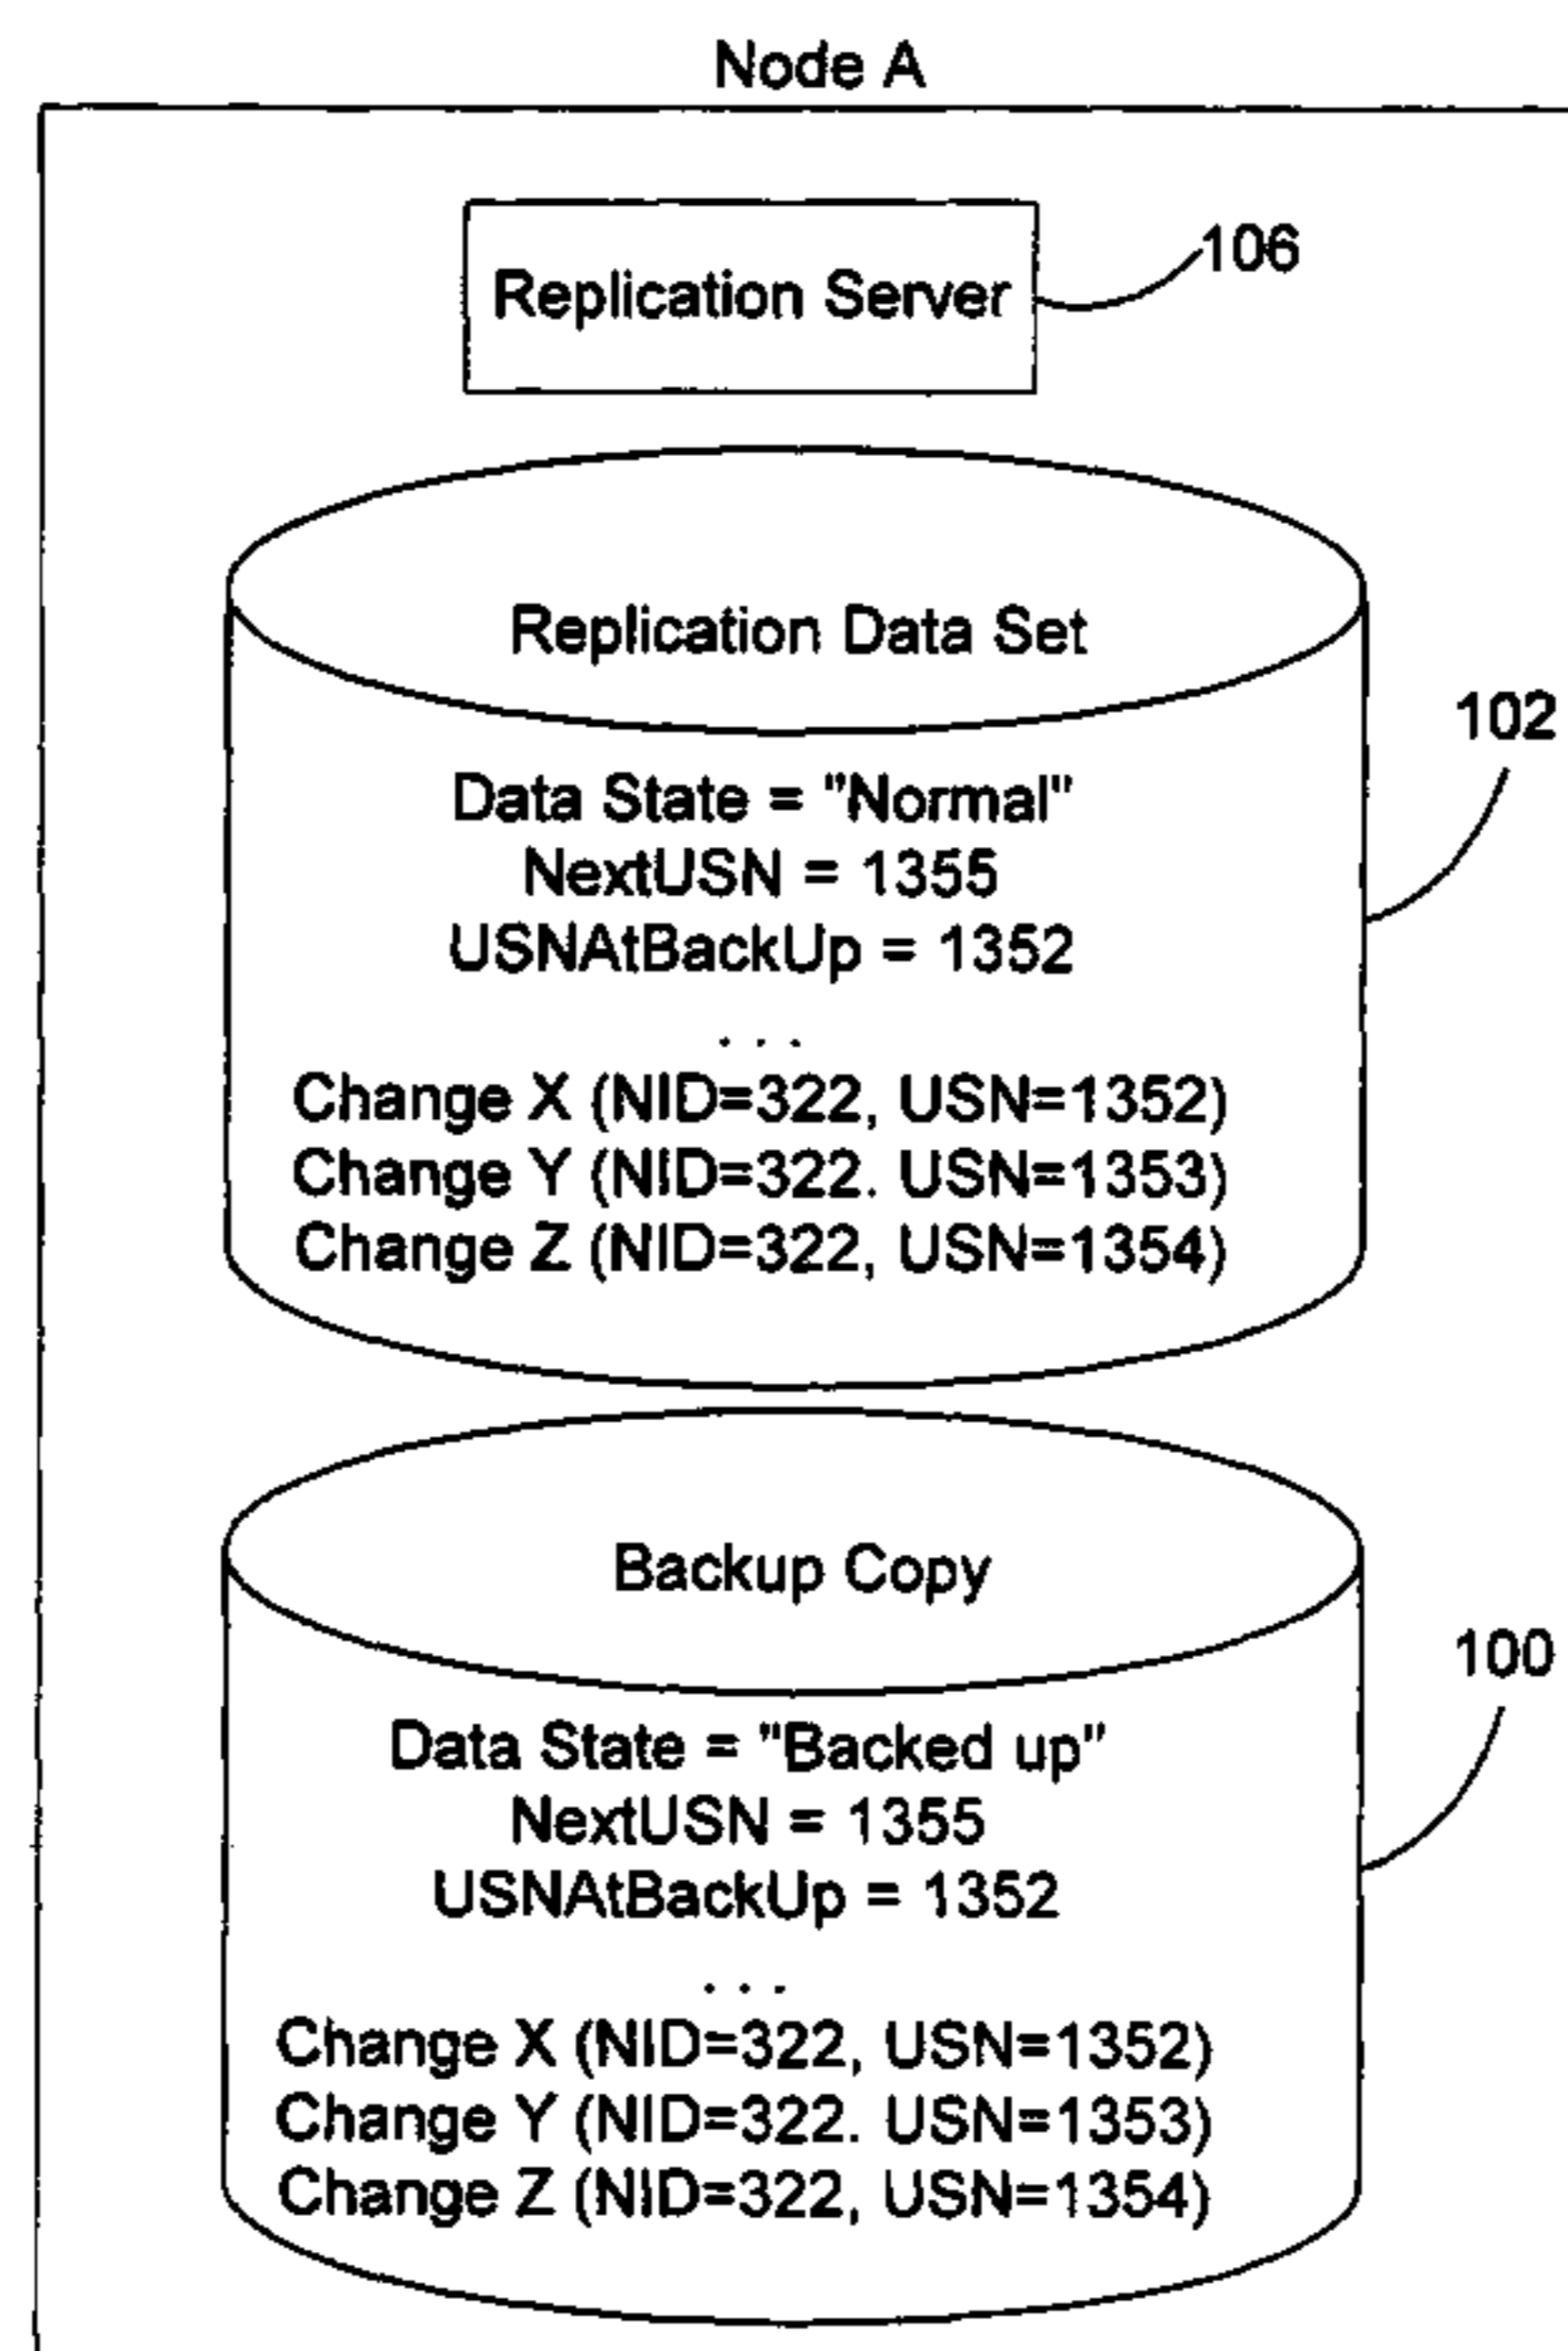 Node A
Replication Server
106
Replication Data Set
102
Data State = "Normal"
NextUSN = 1355
USNAtBackUp = 1352
. . .
Change X (NID=322, USN=1352)
Change Y (NID=322. USN=1353)
Change Z (NID=322, USN=1354)
Backup Copy
100
Data State = "Backed up"
NextUSN = 1355
USNAtBackUp = 1352
. . .
Change X (NID=322, USN=1352)
Change Y (NID=322. USN=1353)
Change Z (NID=322, USN=1354)